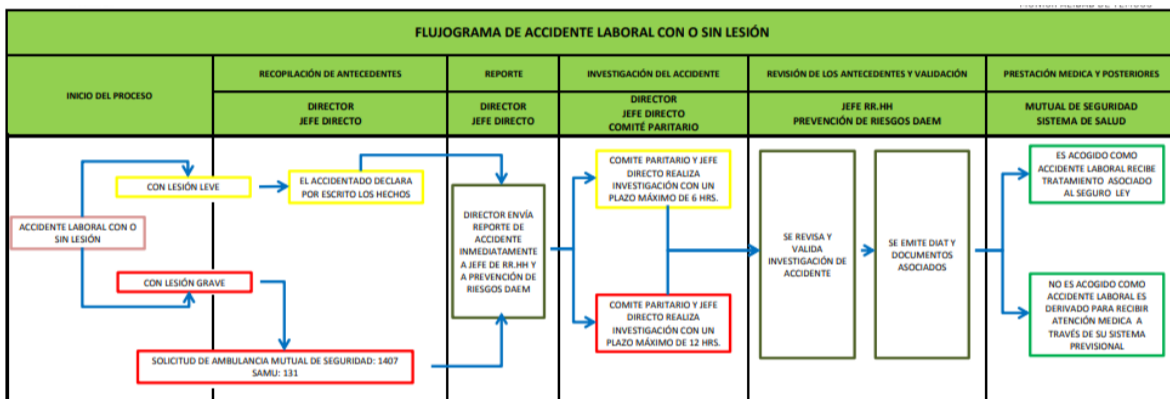 FLUJOGRAMA DE ACCIDENTE LABORAL CON O SIN LESIÓN
INICIO DEL PROCESO
RECOPILACIÓN DE ANTECEDENTES
REPORTE
INVESTIGACIÓN DEL ACCIDENTE
REVISIÓN DE LOS ANTECEDENTES Y VALIDACIÓN
PRESTACIÓN MEDICA Y POSTERIORES
DIRECTOR
JEFE DIRECTO
DIRECTOR
JEFE DIRECTO
DIRECTOR
JEFE DIRECTO
COMITÉ PARITARIO
JEFE RR.HH
PREVENCIÓN DE RIESGOS DAEM
MUTUAL DE SEGURIDAD
SISTEMA DE SALUD
ACCIDENTE LABORAL CON O
SIN LESIÓN
CON LESIÓN LEVE
CON LESIÓN GRAVE
EL ACCIDENTADO DECLARA
POR ESCRITO LOS HECHOS
SOLICITUD DE AMBULANCIA MUTUAL DE SEGURIDAD: 1407
SAMU: 131
DIRECTOR ENVÍA
REPORTE DE
ACCIDENTE
INMEDIATAMENTE
A JEFE DE RR.HH Y
A PREVENCIÓN DE
RIESGOS DAEM
COMITE PARITARIO Y JEFE
DIRECTO REALIZA
INVESTIGACIÓN CON UN
PLAZO MÁXIMO DE 6 HRS.
COMITE PARITARIO Y JEFE
DIRECTO REALIZA
INVESTIGACIÓN CON UN
PLAZO MÁXIMO DE 12 HRS.
SE REVISA Y
VALIDA
INVESTIGACIÓN DE
ACCIDENTE
SE EMITE DIAT Y
DOCUMENTOS
ASOCIADOS
ES ACOGIDO COMO
ACCIDENTE LABORAL RECIBE
TRATAMIENTO ASOCIADO
AL SEGURO LEY
NO ES ACOGIDO COMO
ACCIDENTE LABORAL ES
DERIVADO PARA RECIBIR
ATENCIÓN MEDICA A
TRAVÉS DE SU SISTEMA
PREVISIONAL